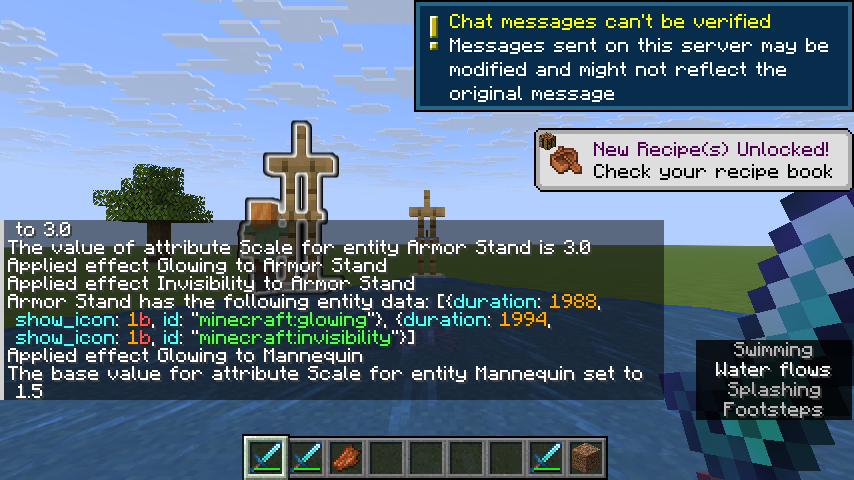 Chat messages can't be verified
Messages sent on this server may be
modified and might not reflect the
original message
New Recipe(s) Unlocked!
Check your recipe book
to 3.0
The value of attribute Scale for entity Armor Stand is 3.0
Applied effect Glowing to Armor Stand
Applied effect Invisibility to Armor Stand
Armor Stand has the following entity data: [{duration: 1988,
show_icon: 1b, id: "minecraft:glowing"}, {duration: 1994,
show_icon: 1b, id: "minecraft:invisibility"}]
Applied effect Glowing to Mannequin
The base value for attribute Scale for entity Mannequin set to
1.5
Swimming
Water flows
Splashing
Footsteps